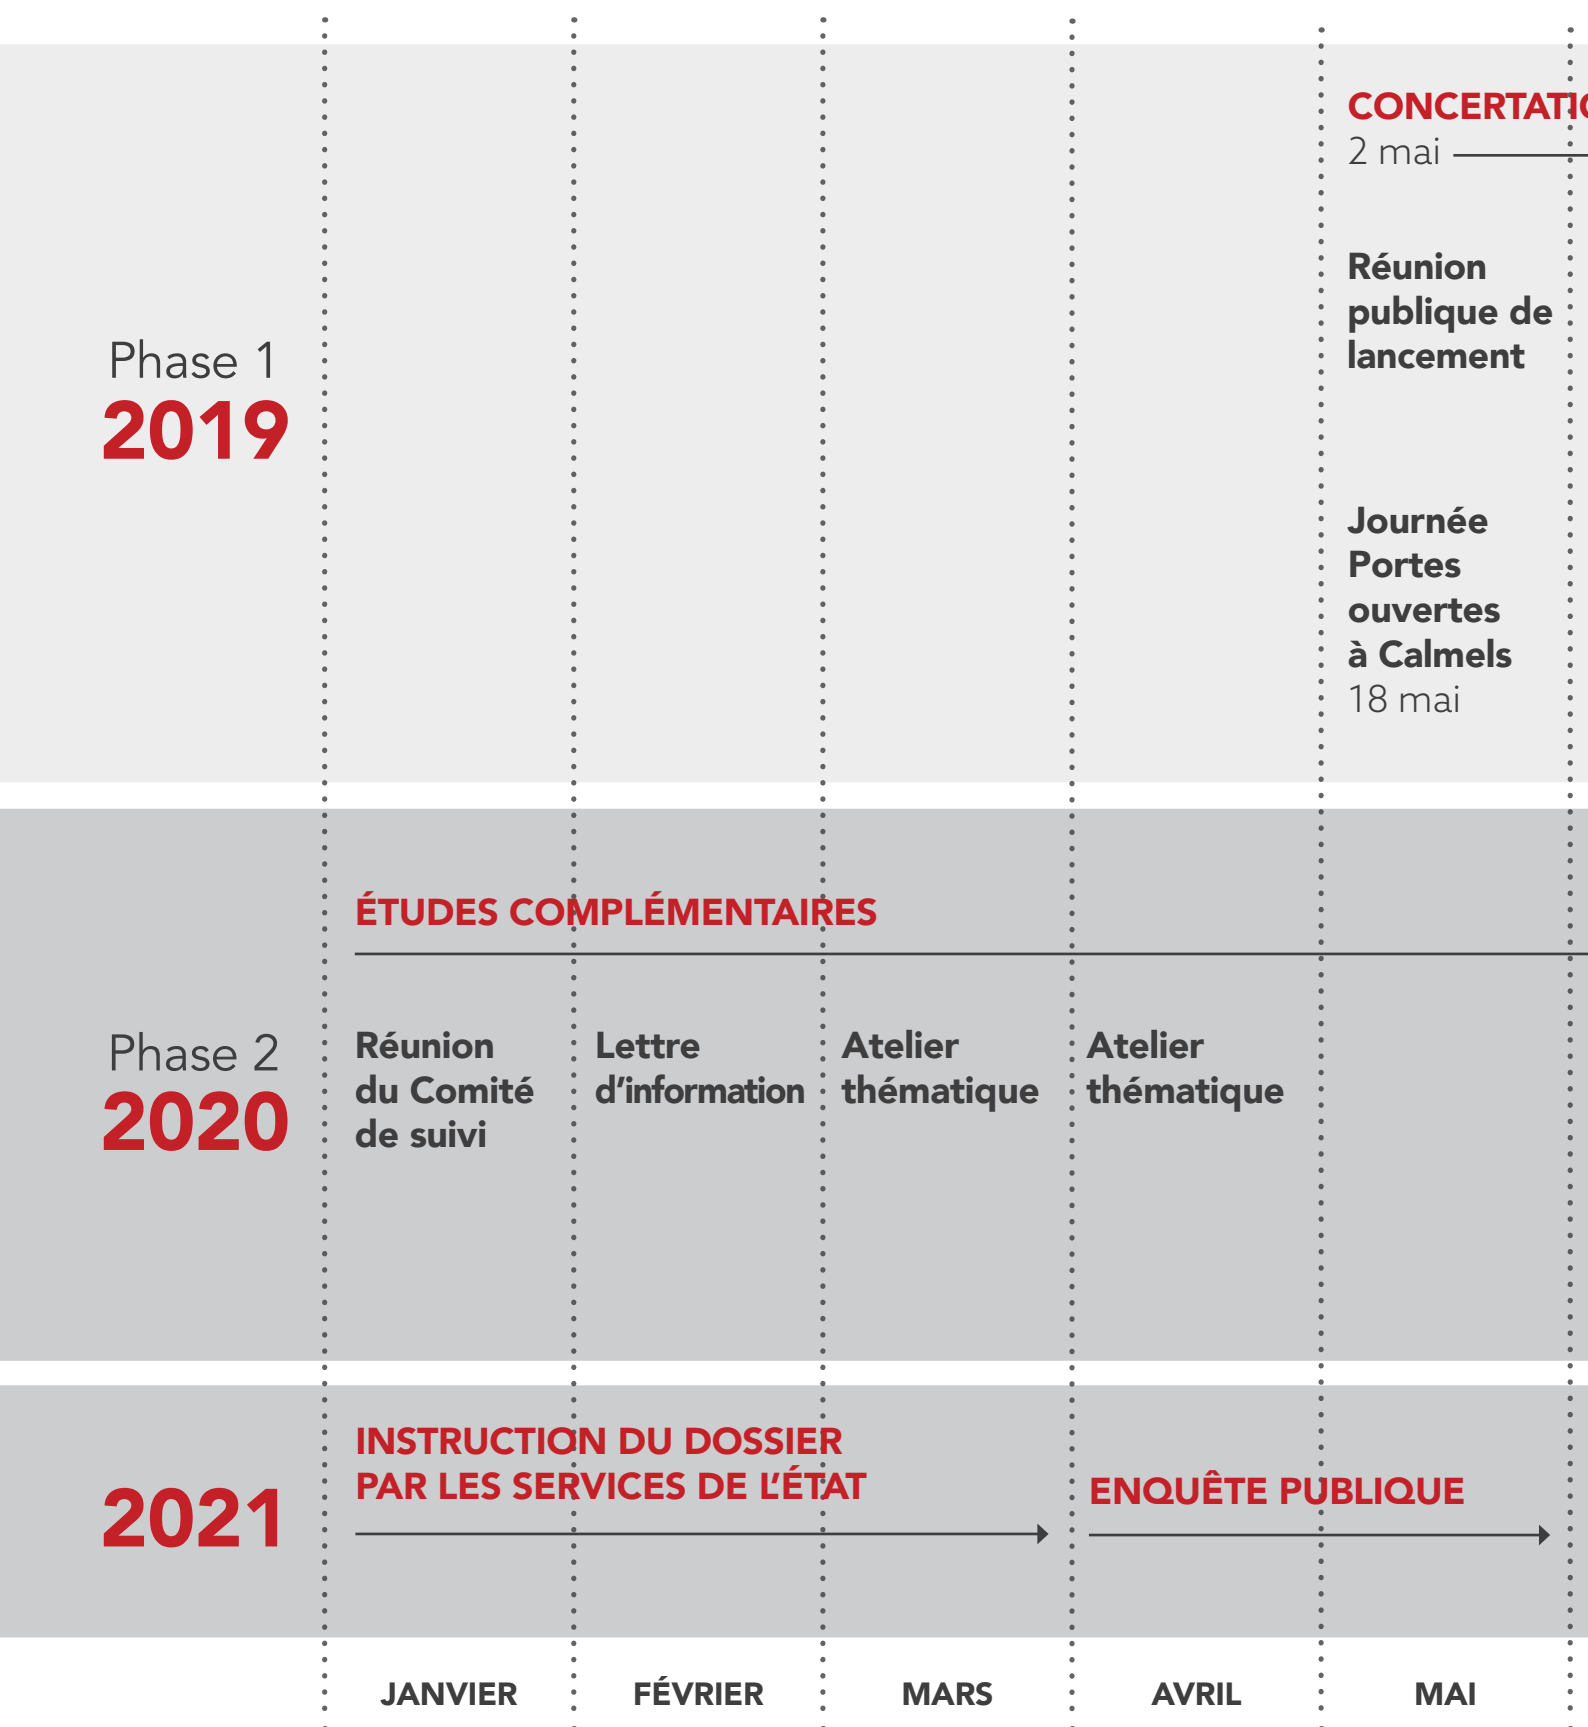 CONCERTATIO
2 mai
Réunion
publique de
lancement
Phase 1
2019
Journée
Portes
ouvertes
à Calmels
18 mai
ÉTUDES COMPLÉMENTAIRES
Phase 2
2020
Réunion
du Comité
de suivi
Lettre
d’information
Atelier
thématique
Atelier
thématique
2021
INSTRUCTION DU DOSSIER
PAR LES SERVICES DE L’ÉTAT
ENQUÊTE PUBLIQUE
JANVIER
FÉVRIER
MARS
AVRIL
MAI